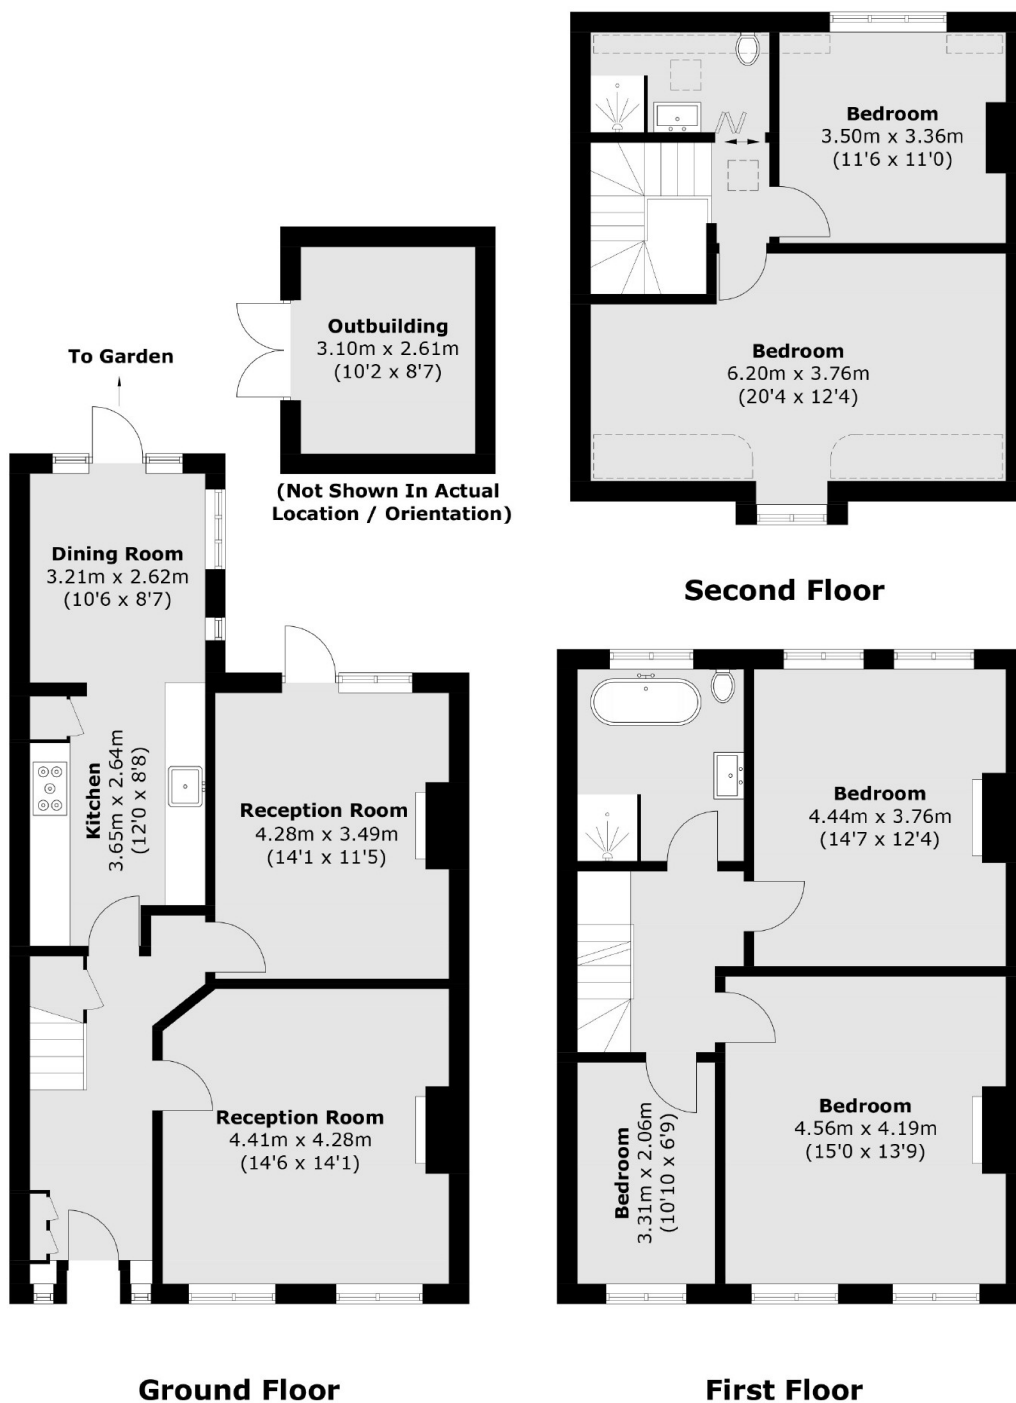 Bedroom
3.50m x 3.36m
(11'6 x 11'0)
Bedroom
6.20m x 3.76m
(20'4 x 12'4)
Second Floor
Outbuilding
3.10m x 2.61m
(10'2 x 8'7)
(Not Shown In Actual
Location / Orientation)
To Garden
Dining Room
3.21m x 2.62m
(10'6 x 8'7)
Kitchen
3.65m x 2.64m
(12'0 x 8'8)
Reception Room
4.28m x 3.49m
(14'1 x 11'5)
Reception Room
4.41m x 4.28m
(14'6 x 14'1)
Ground Floor
Bedroom
4.44m x 3.76m
(14'7 x 12'4)
Bedroom
4.56m x 4.19m
(15'0 x 13'9)
Bedroom
3.31m x 2.06m
(10'10 x 6'9)
First Floor